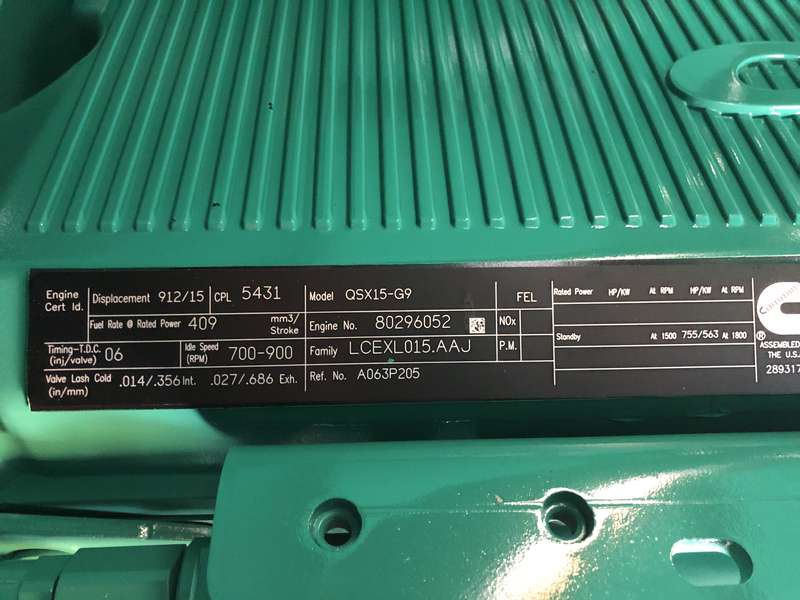 Engine Cert Id.
Displacement 912/15 CPL 5431
Fuel Rate @ Rated Power 409 mm3/ Stroke
Timing-T.D.C. (inj/valve) 06
Idle Speed (RPM) 700-900
Valve Lash Cold (in/mm) .014/.356 Int. .027/.686 Exh.
Model QSX15-G9
Engine No. 80296052
Family LCEXL015.AAJ
Ref. No. A063P205
FEL
NOx
P.M.
Rated Power HP/KW At RPM HP/KW At RPM
Standby At 1500 755/563 At 1800
®
ASSEMBLED
THE U.S.
289317